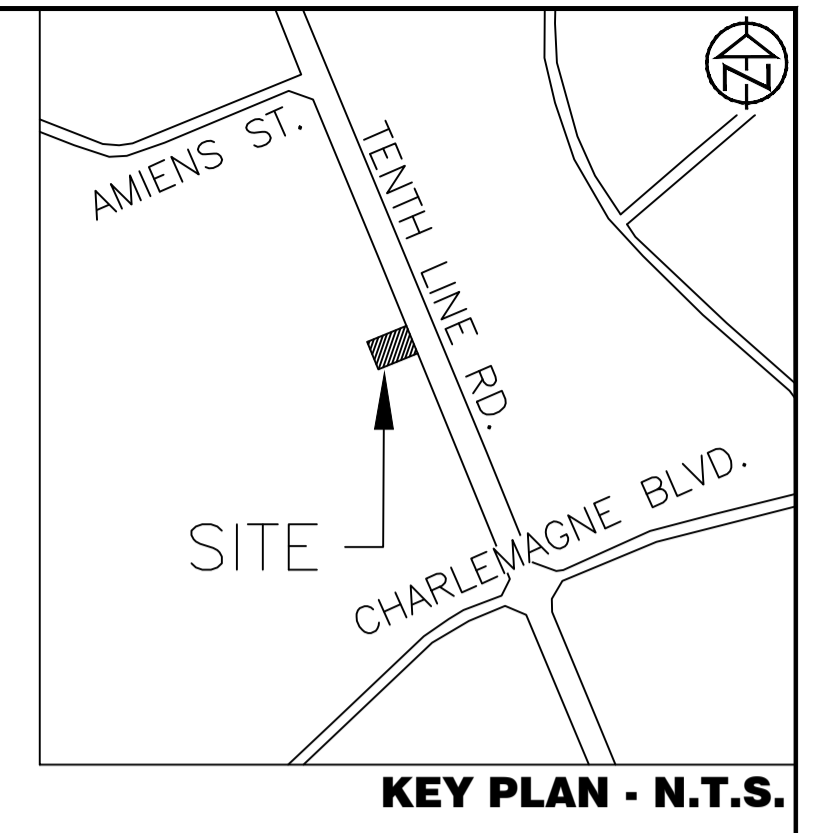 N
AMIENS ST.
TENTH LINE RD.
SITE
CHARLEMAGNE BLVD.
KEY PLAN - N.T.S.